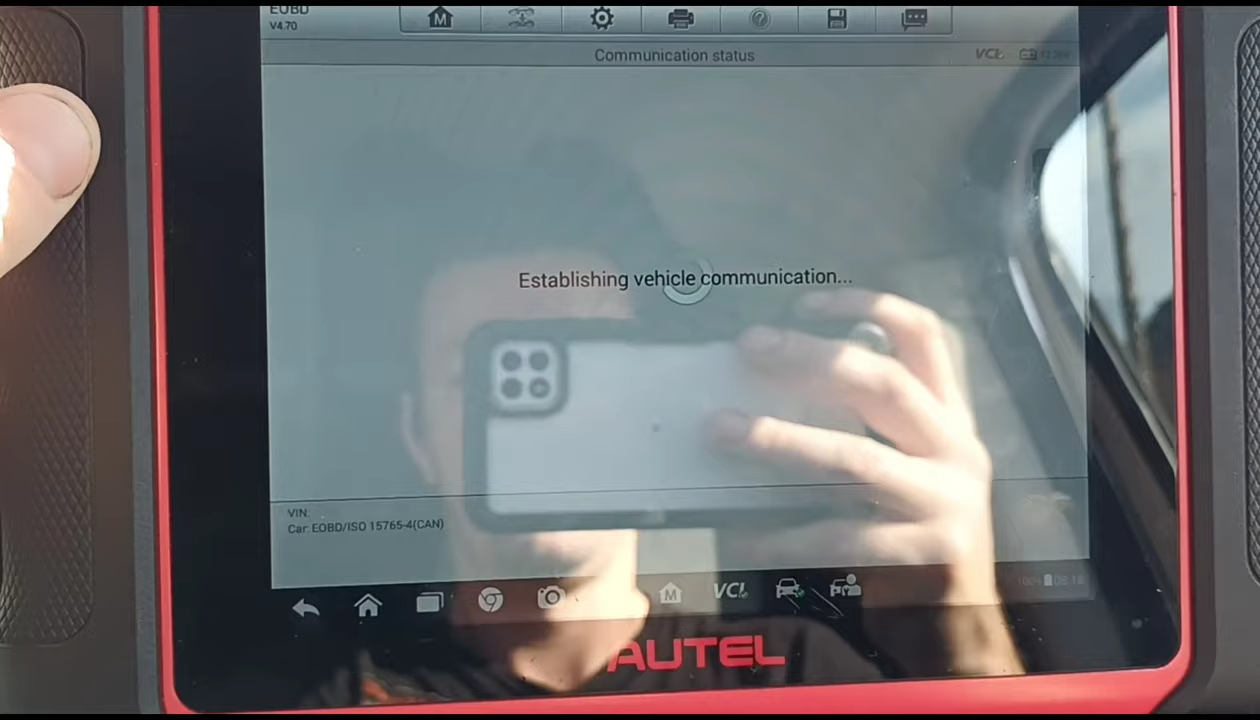 EOBD
V4.70
M
?
Communication status
VCI
Establishing vehicle communication...
VIN:
Car: EOBD/ISO 15765-4(CAN)
M
VCI
AUTEL